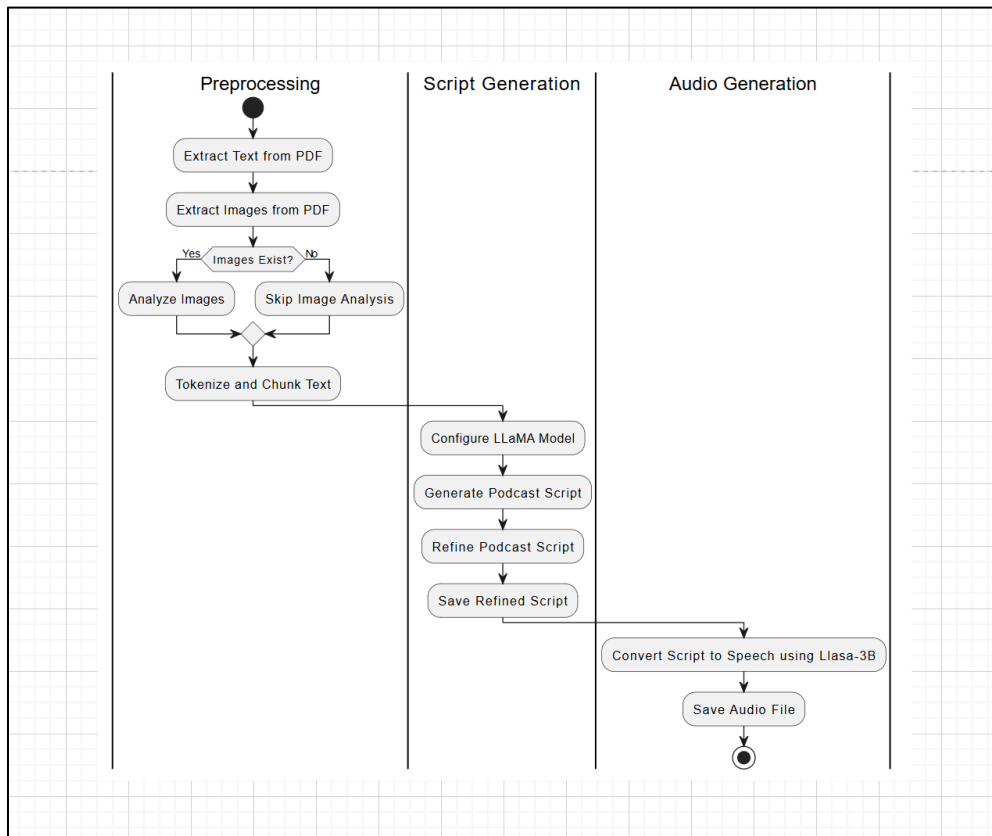 Preprocessing
Script Generation
Audio Generation
Extract Text from PDF
Extract Images from PDF
Yes
Images Exist?
No
Analyze Images
Skip Image Analysis
Tokenize and Chunk Text
Configure LLaMA Model
Generate Podcast Script
Refine Podcast Script
Save Refined Script
Convert Script to Speech using Llasa-3B
Save Audio File